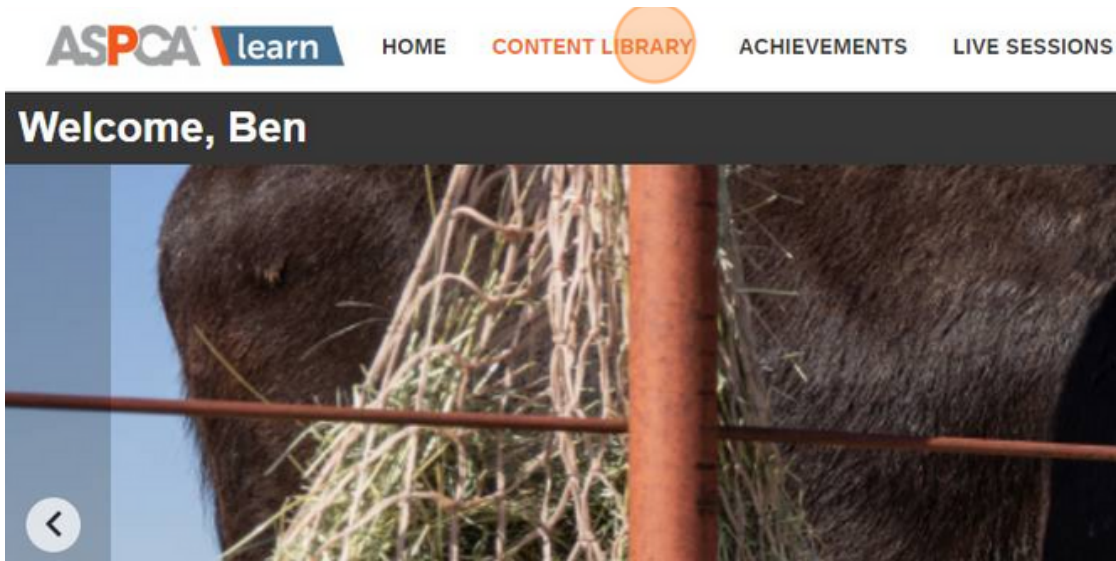 ASPCA learn HOME CONTENT LIBRARY ACHIEVEMENTS LIVE SESSIONS
Welcome, Ben